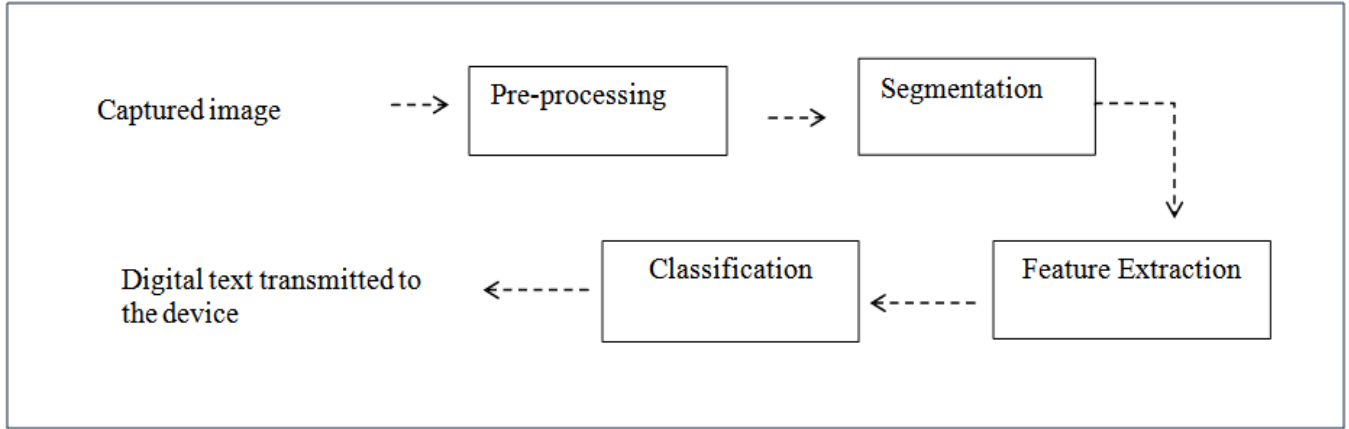 Captured image
Pre-processing
Segmentation
Feature Extraction
Classification
Digital text transmitted to
the device